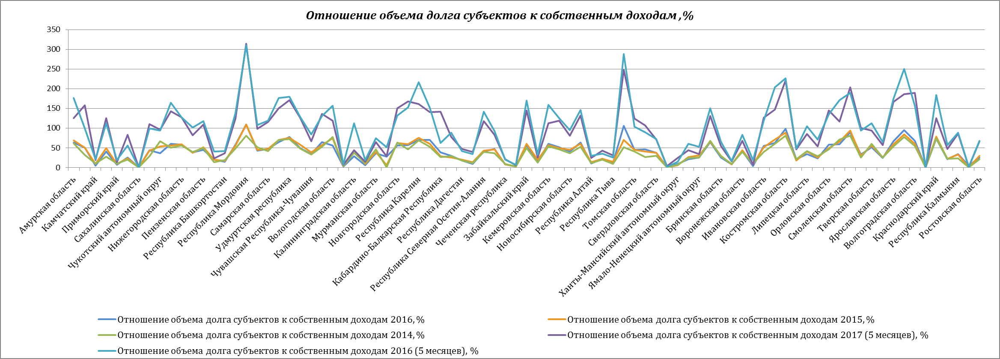 Отношение объема долга субъектов к собственным доходам ,%
350
300
250
200
150
100
50
0
Амурская область
Камчатский край
Приморский край
Сахалинская область
Чукотский автономный округ
Нижегородская область
Пензенская область
Республика Башкортостан
Республика Мордовия
Самарская область
Удмуртская республика
Чувашская Республика-Чувашия
Вологодская область
Калининградская область
Мурманская область
Новгородская область
Республика Карелия
Кабардино-Балкарская Республика
Республика Дагестан
Республика Северная Осетия-Алания
Чеченская республика
Забайкальский край
Кемеровская область
Новосибирская область
Республика Алтай
Республика Тыва
Томская область
Свердловская область
Ханты-Мансийский автономный округ
Ямало-Ненецкий автономный округ
Брянская область
Воронежская область
Ивановская область
Костромская область
Липецкая область
Орловская область
Смоленская область
Тверская область
Ярославская область
Волгоградская область
Краснодарский край
Республика Калмыкия
Ростовская область
Отношение объема долга субъектов к собственным доходам 2016, %
Отношение объема долга субъектов к собственным доходам 2015, %
Отношение объема долга субъектов к собственным доходам 2014, %
Отношение объема долга субъектов к собственным доходам 2017 (5 месяцев), %
Отношение объема долга субъектов к собственным доходам 2016 (5 месяцев), %